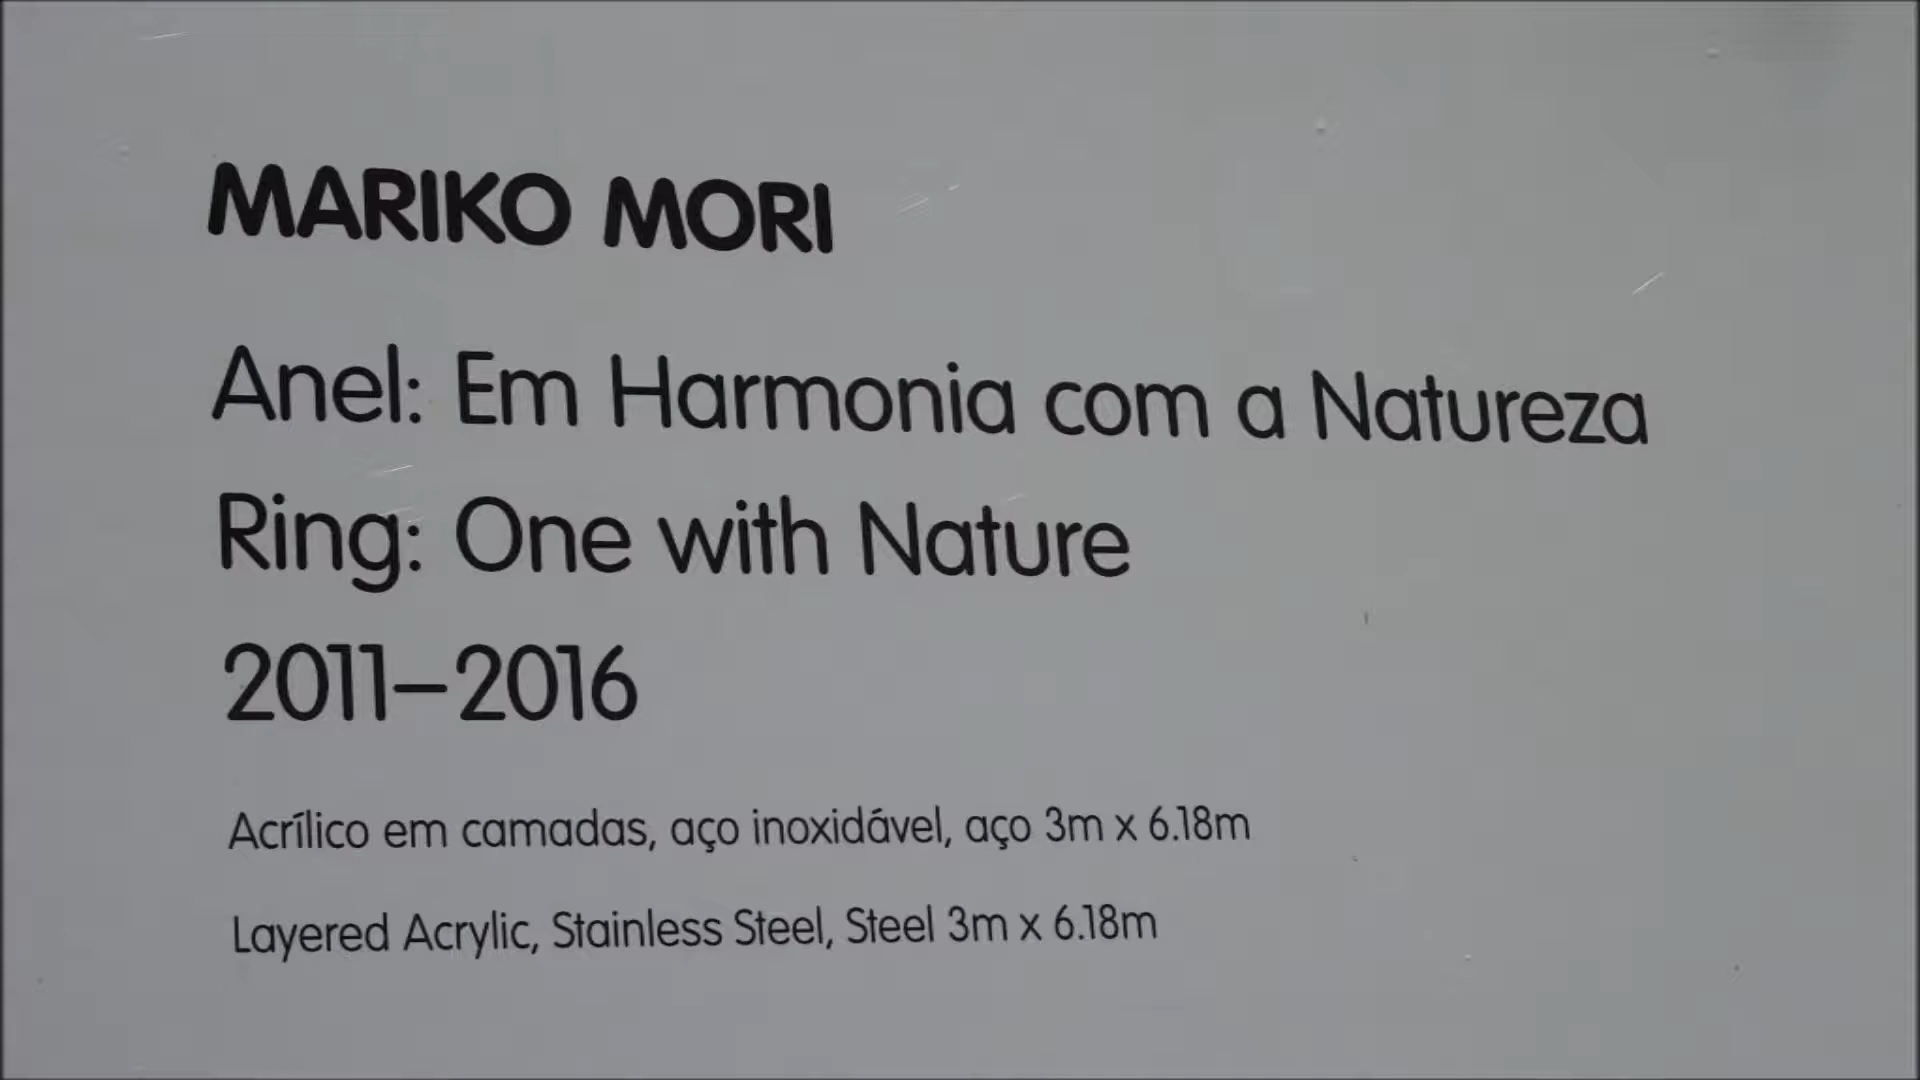 MARIKO MORI
Anel: Em Harmonia com a Natureza
Ring: One with Nature
2011–2016
Acrílico em camadas, aço inoxidável, aço 3m x 6.18m
Layered Acrylic, Stainless Steel, Steel 3m x 6.18m